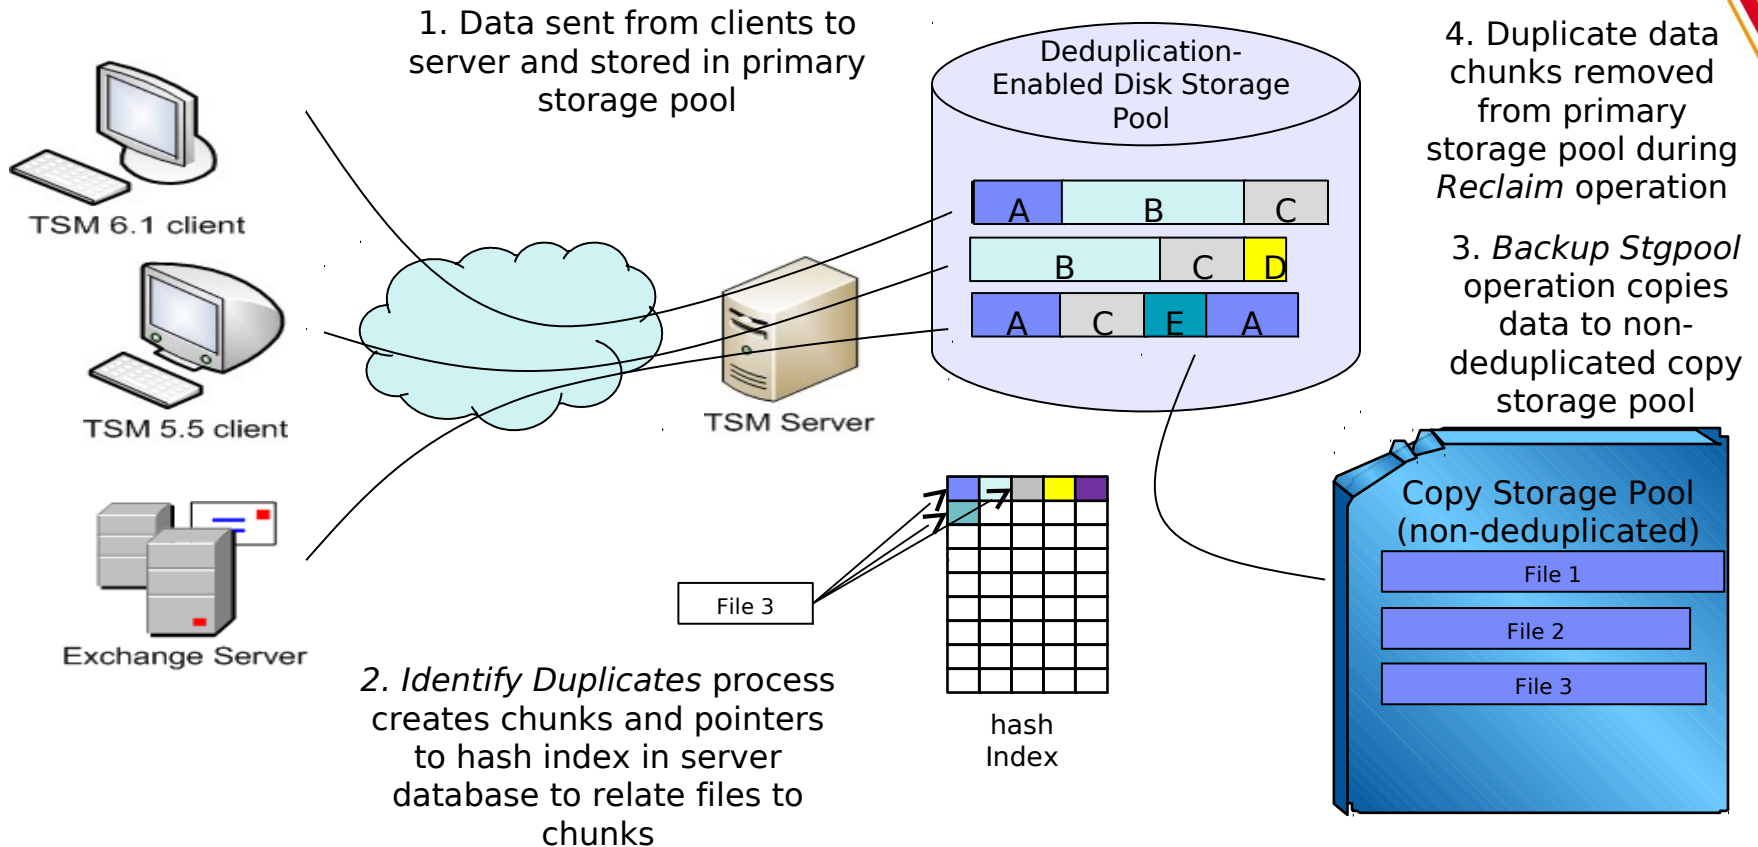 1. Data sent from clients to
server and stored in primary
storage pool
Deduplication-
Enabled Disk Storage
Pool
4. Duplicate data
chunks removed
from primary
storage pool during
Reclaim operation
TSM 6.1 client
A B C
B C D
A C E A
3. Backup Stgpool
operation copies
data to non-
deduplicated copy
storage pool
TSM 5.5 client
TSM Server
Copy Storage Pool
(non-deduplicated)
File 1
File 2
File 3
File 3
Exchange Server
2. Identify Duplicates process
creates chunks and pointers
to hash index in server
database to relate files to
chunks
hash
Index